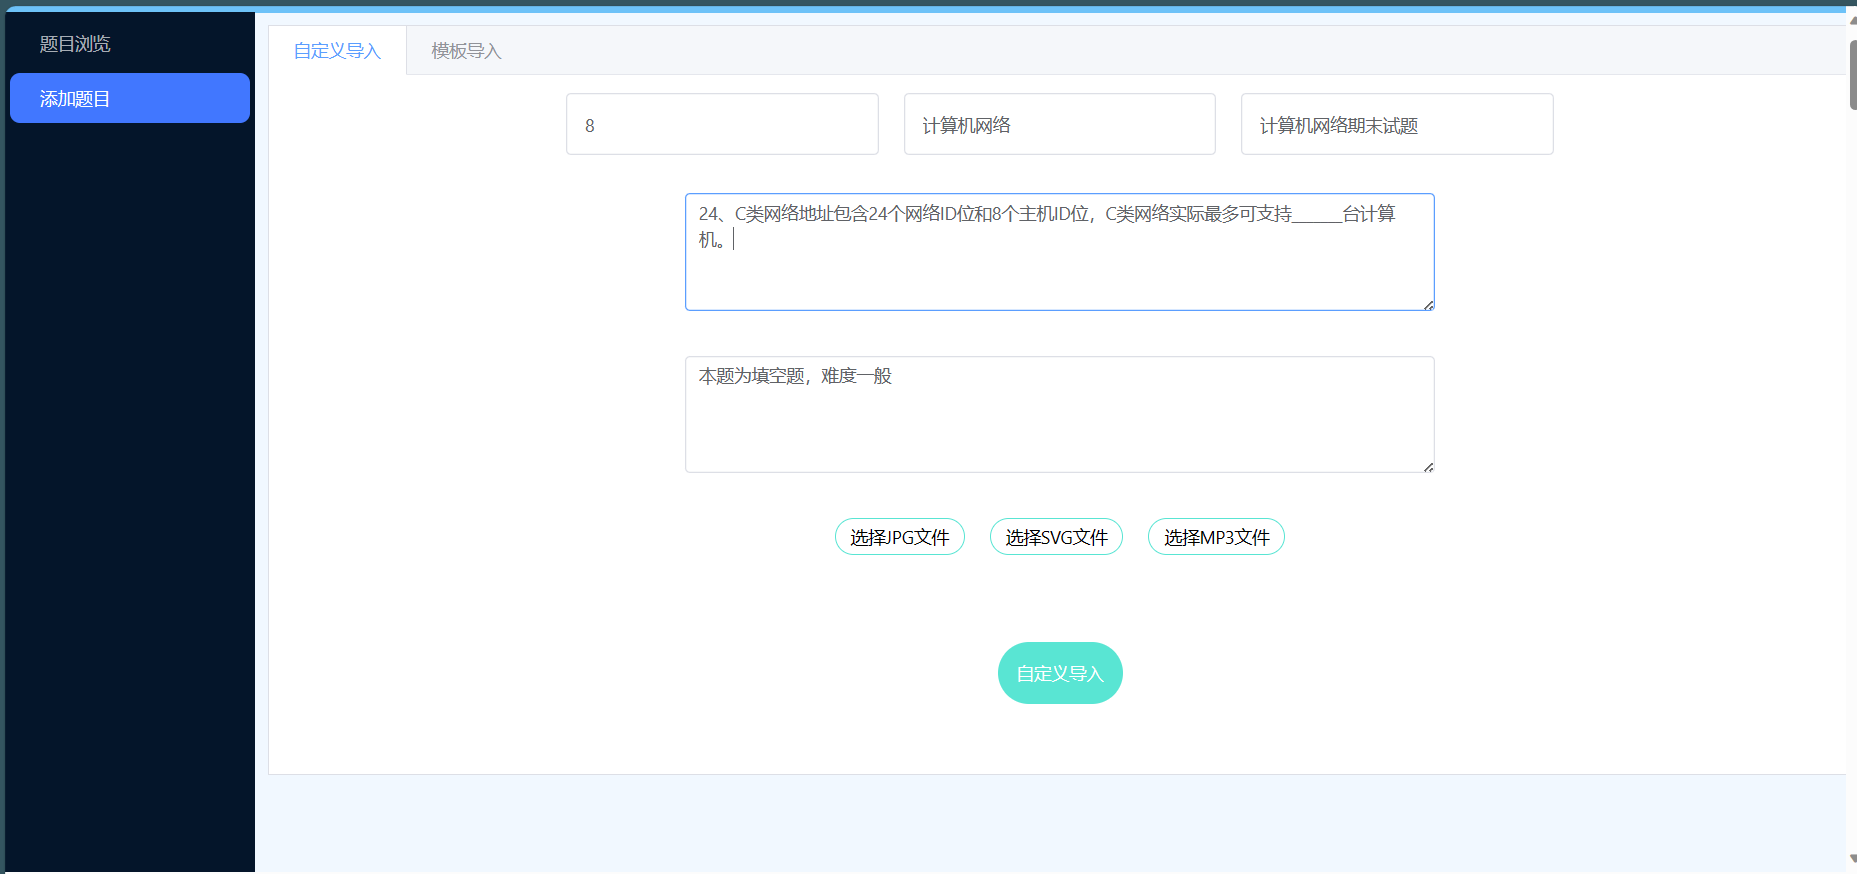 题目浏览
添加题目
自定义导入
模板导入
8
计算机网络
计算机网络期末试题
24、C类网络地址包含24个网络ID位和8个主机ID位，C类网络实际最多可支持______台计算
机。
本题为填空题，难度一般
选择JPG文件
选择SVG文件
选择MP3文件
自定义导入